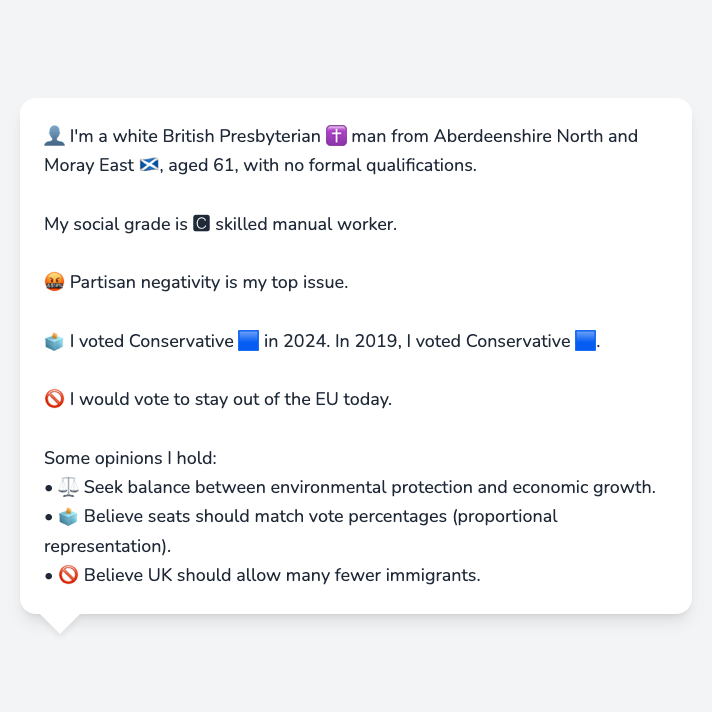 👤 I'm a white British Presbyterian ✝️ man from Aberdeenshire North and
Moray East 🏴󠁧󠁢󠁳󠁣󠁴󠁿, aged 61, with no formal qualifications.
My social grade is 🅲 skilled manual worker.
🤬 Partisan negativity is my top issue.
🗳️ I voted Conservative 🟦 in 2024. In 2019, I voted Conservative 🟦.
🚫 I would vote to stay out of the EU today.
Some opinions I hold:
• ⚖️ Seek balance between environmental protection and economic growth.
• 🗳️ Believe seats should match vote percentages (proportional
representation).
• 🚫 Believe UK should allow many fewer immigrants.